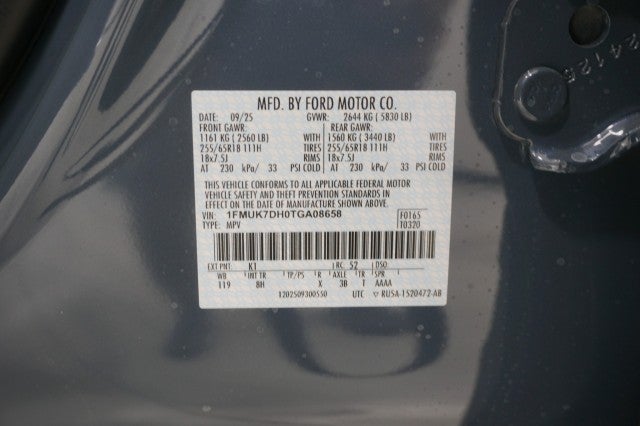 24126
MFD. BY FORD MOTOR CO.
DATE: 09/25 GVWR: 2644 KG ( 5830 LB)
FRONT GAWR: REAR GAWR:
1161 KG ( 2560 LB) WITH 1560 KG ( 3440 LB) WITH
255/65R18 111H TIRES 255/65R18 111H TIRES
18x7.5J RIMS 18x7.5J RIMS
AT 230 kPa/ 33 PSI COLD AT 230 kPa/ 33 PSI COLD
THIS VEHICLE CONFORMS TO ALL APPLICABLE FEDERAL MOTOR
VEHICLE SAFETY AND THEFT PREVENTION STANDARDS IN
EFFECT ON THE DATE OF MANUFACTURE SHOWN ABOVE.
VIN: 1FMUK7DH0TGA08658 F0165
TYPE: MPV T0320
EXT PNT: K1 RC: 52 DSO:
WB INT TR TP/PS R AXLE TR SPR
119 8H X 3B 1 AAAA
1202509300550 UTC RUSA-1520472-AB